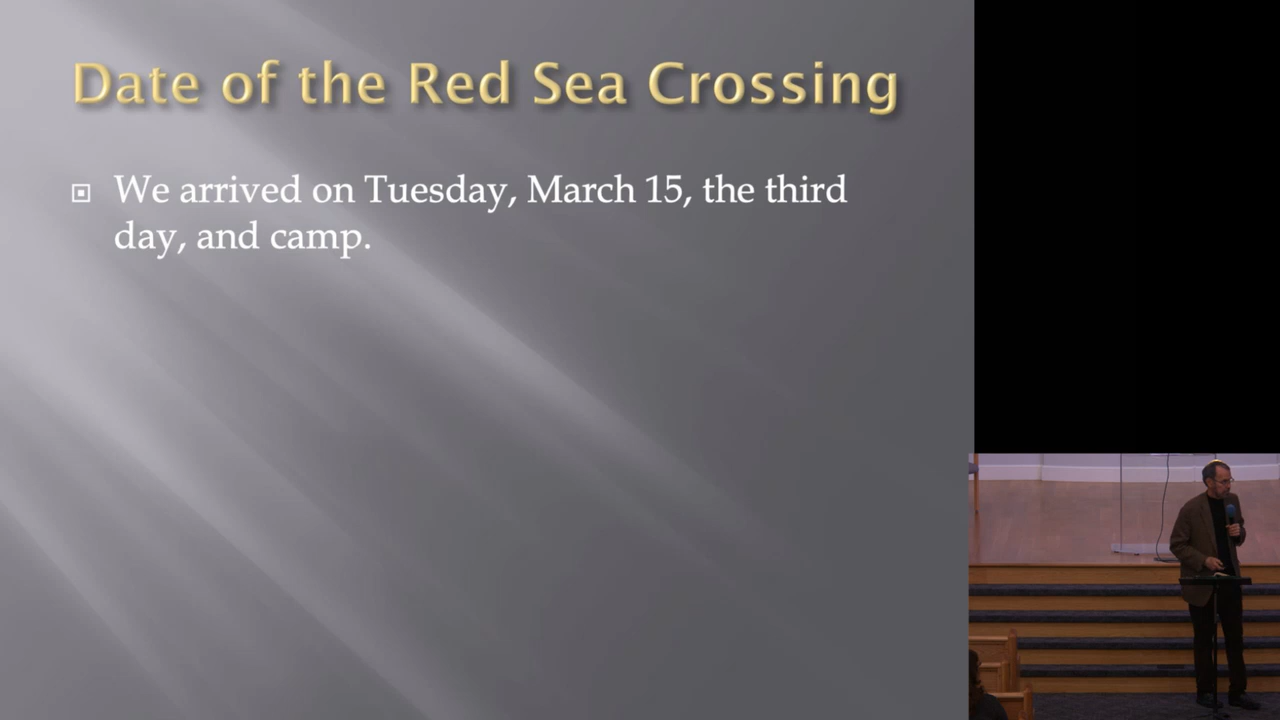 Date of the Red Sea Crossing
We arrived on Tuesday, March 15, the third
day, and camp.